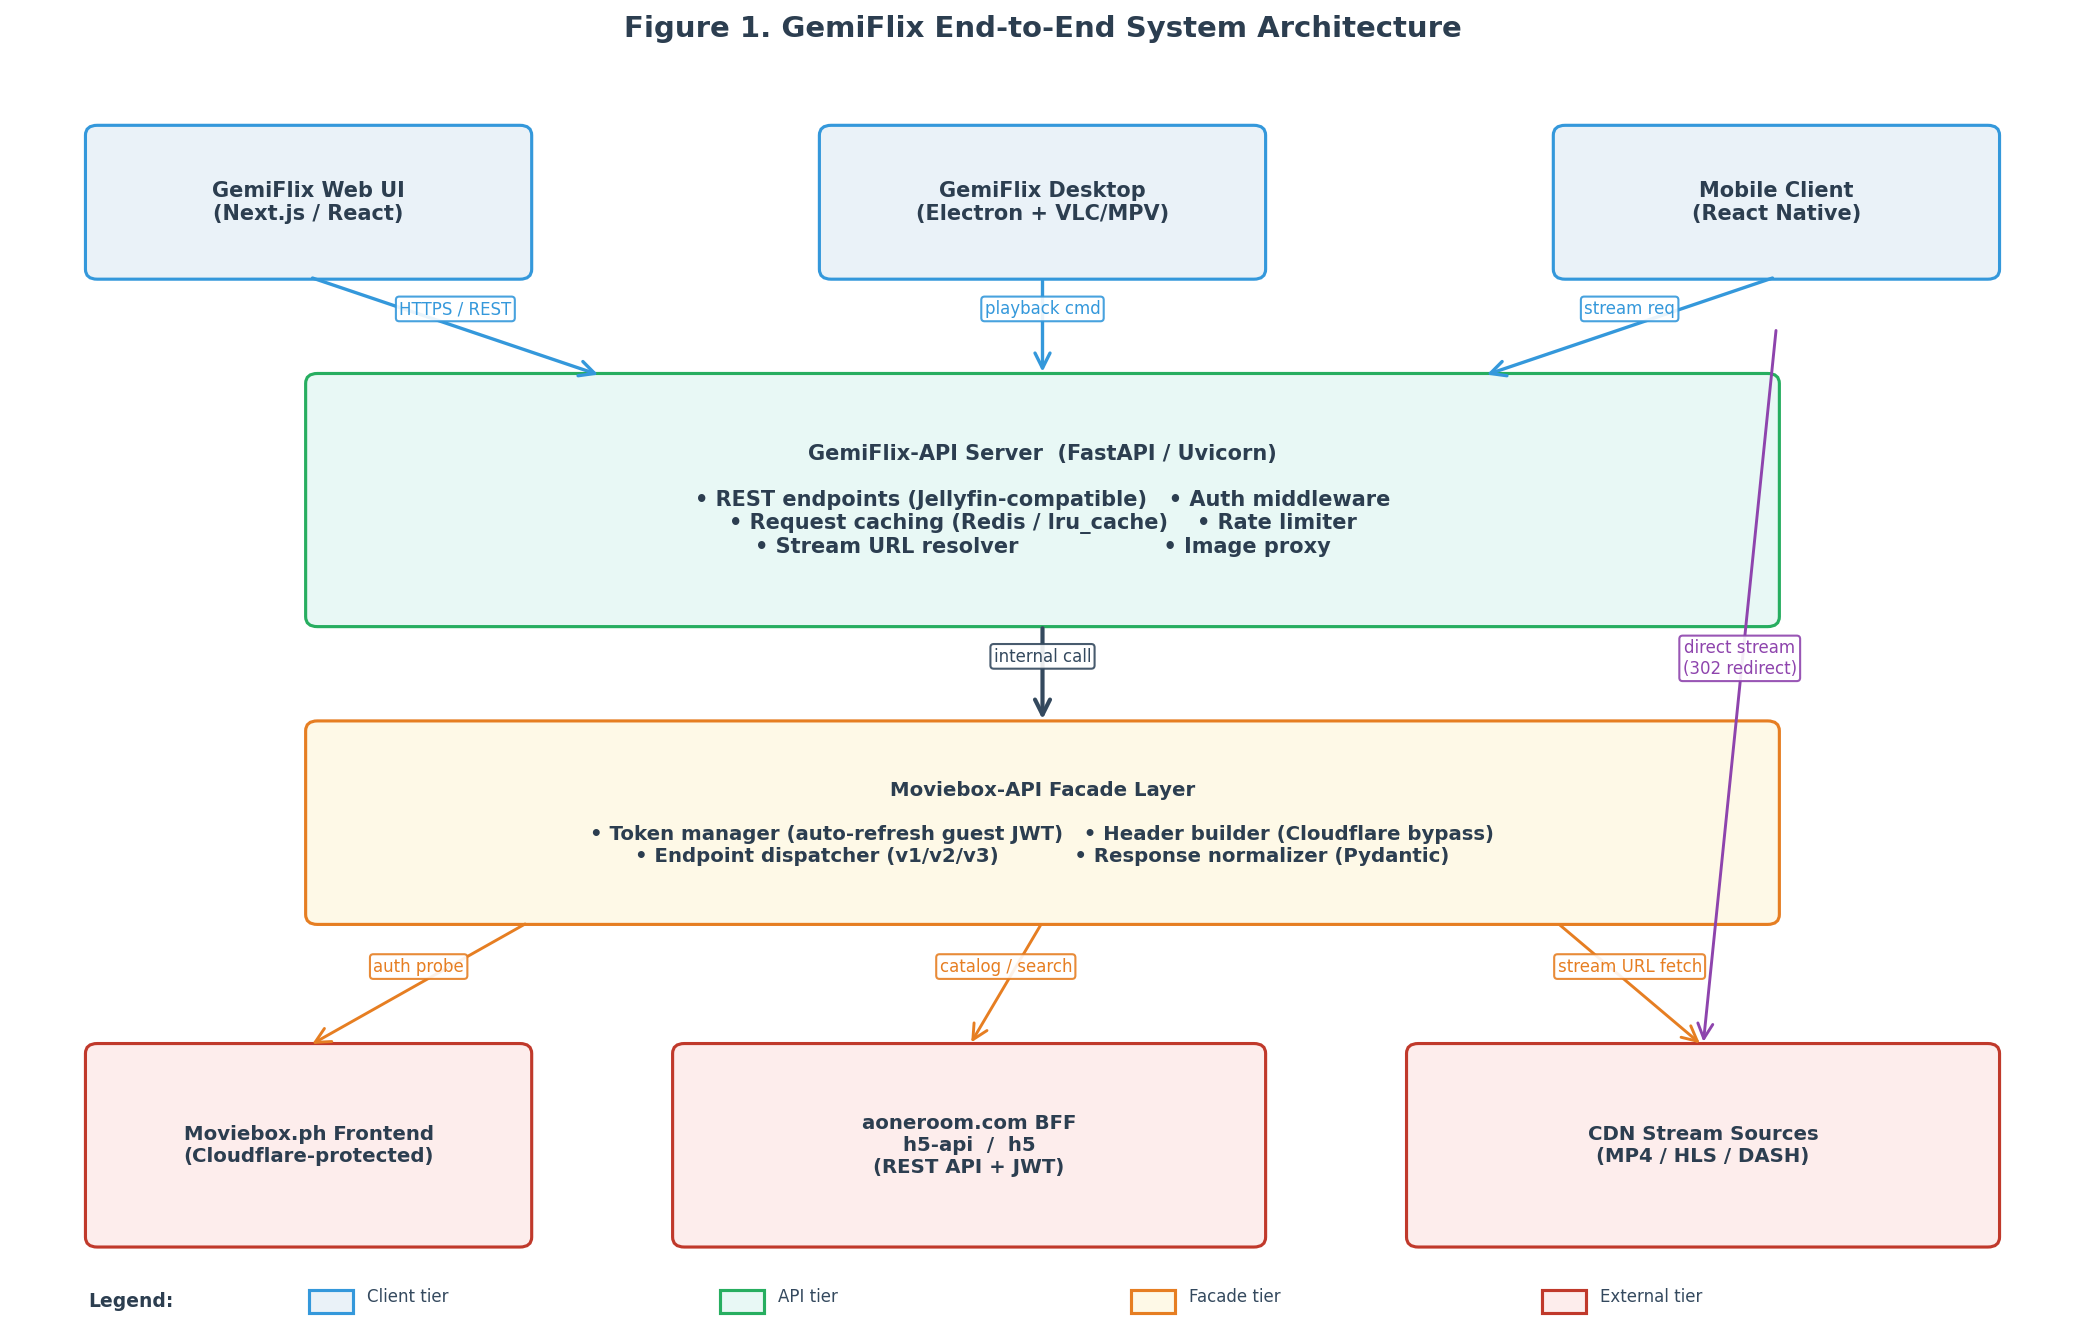 Figure 1. GemiFlix End-to-End System Architecture
GemiFlix Web UI
(Next.js / React)
GemiFlix Desktop
(Electron + VLC/MPV)
Mobile Client
(React Native)
HTTPS / REST
playback cmd
stream req
GemiFlix-API Server  (FastAPI / Uvicorn)
• REST endpoints (Jellyfin-compatible)   • Auth middleware
• Request caching (Redis / lru_cache)    • Rate limiter
• Stream URL resolver                    • Image proxy
internal call
direct stream
(302 redirect)
Moviebox-API Facade Layer
• Token manager (auto-refresh guest JWT)   • Header builder (Cloudflare bypass)
• Endpoint dispatcher (v1/v2/v3)           • Response normalizer (Pydantic)
auth probe
catalog / search
stream URL fetch
Moviebox.ph Frontend
(Cloudflare-protected)
aoneroom.com BFF
h5-api  /  h5
(REST API + JWT)
CDN Stream Sources
(MP4 / HLS / DASH)
Legend:
Client tier
API tier
Facade tier
External tier